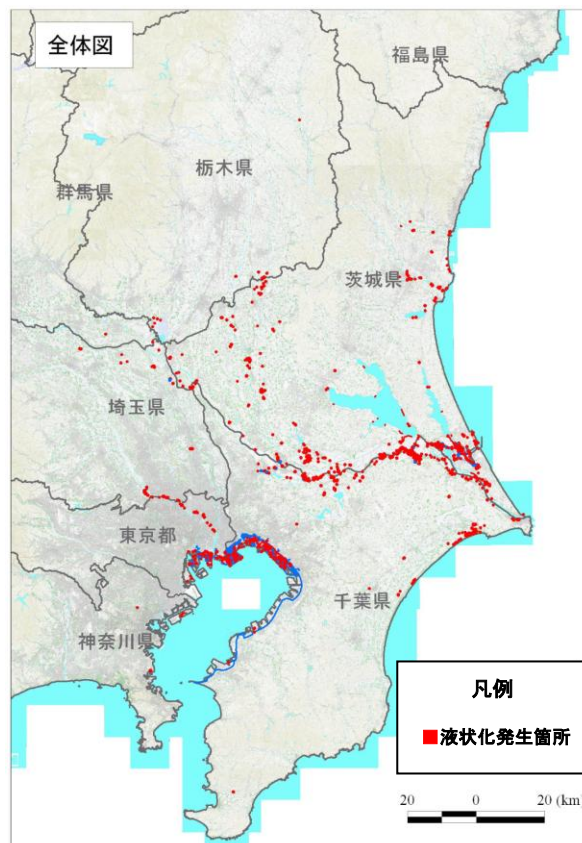 全体図
福島県
栃木県
群馬県
茨城県
埼玉県
東京都
千葉県
神奈川県
凡例
液状化発生箇所
20 0 20 (km)